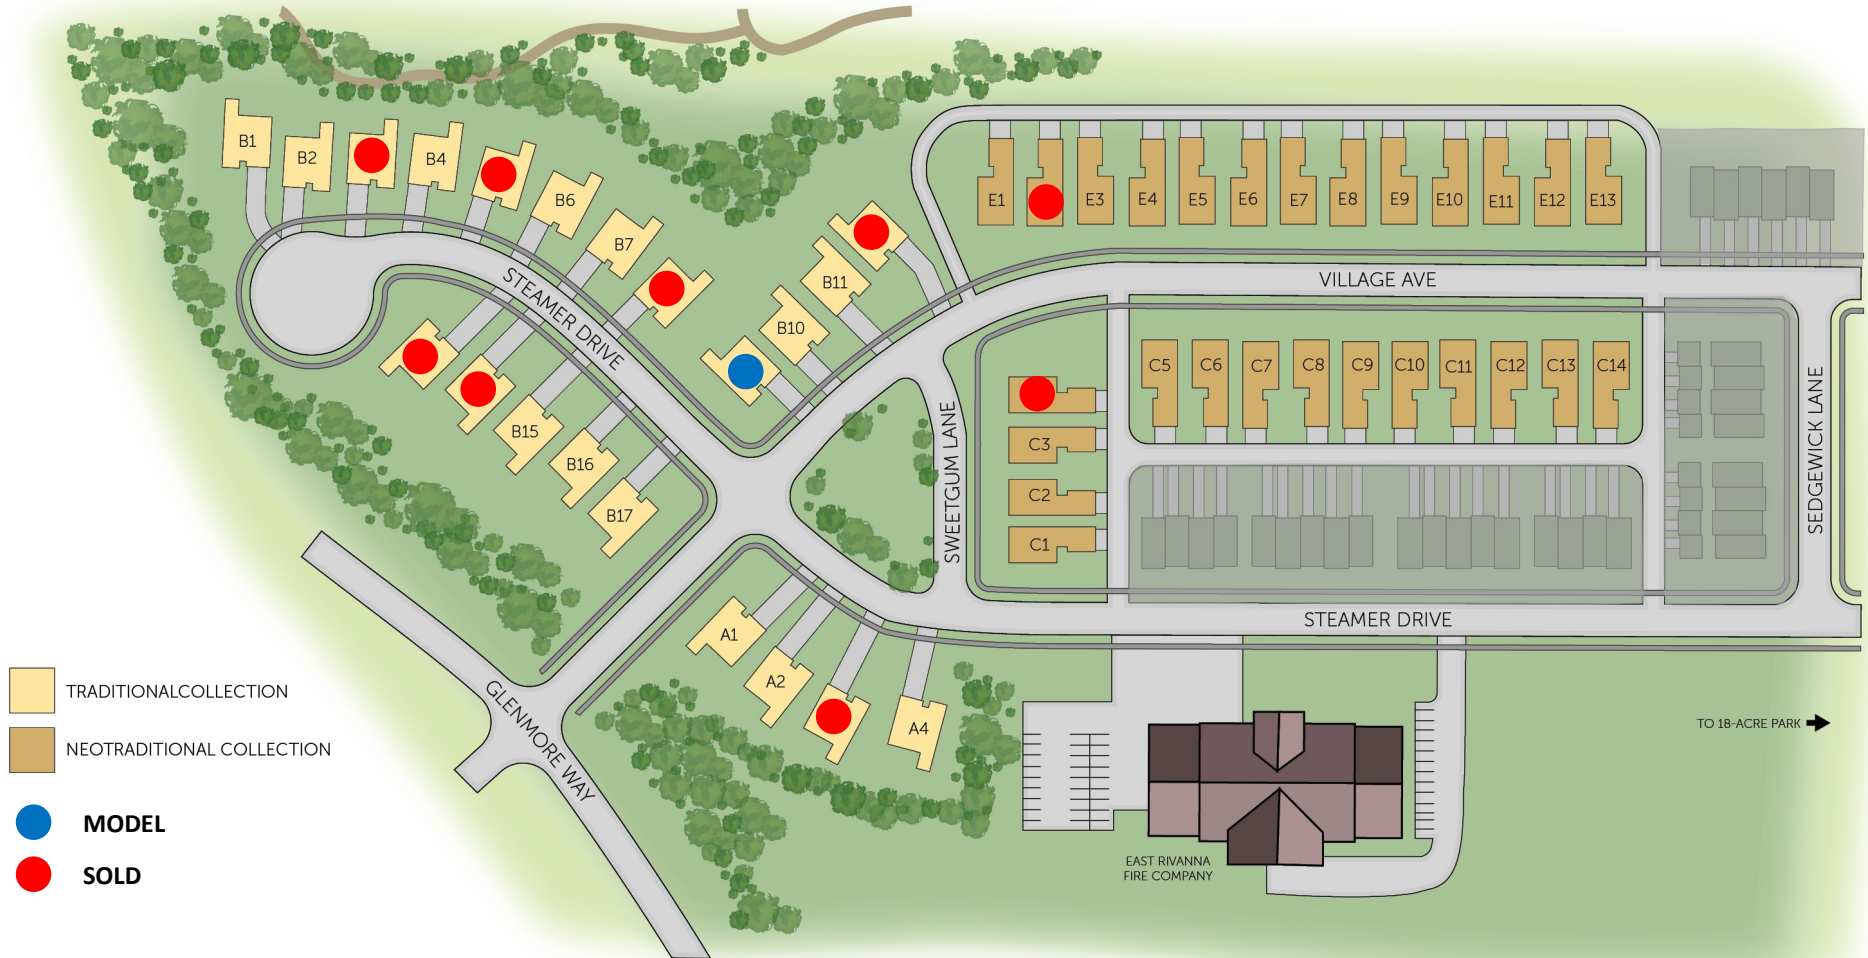 B1
B2
B4
B6
B7
B11
B10
B15
B16
B17
E1
E3
E4
E5
E6
E7
E8
E9
E10
E11
E12
E13
STEAMER DRIVE
VILLAGE AVE
C5
C6
C7
C8
C9
C10
C11
C12
C13
C14
C3
C2
C1
SWEETGUM LANE
SEDGEWICK LANE
STEAMER DRIVE
A1
A2
A4
GLENMORE WAY
TRADITIONALCOLLECTION
NEOTRADITIONAL COLLECTION
MODEL
SOLD
TO 18-ACRE PARK
EAST RIVANNA
FIRE COMPANY